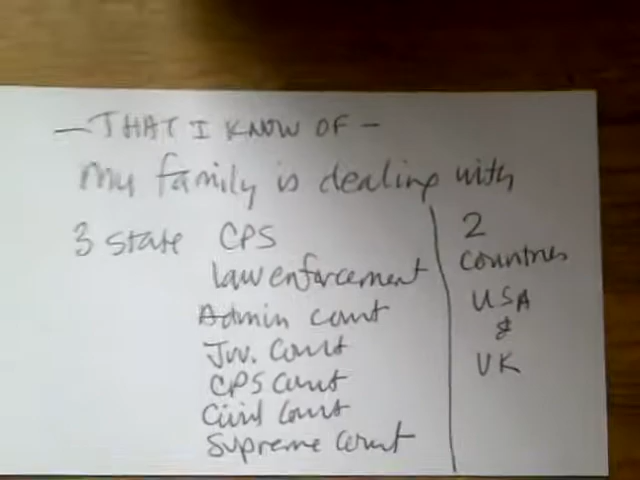 —THAT I KNOW OF—
my family is dealing with
3 state CPS
law enforcement
Admin court
Juv. Court
CPS Court
Civil Court
Supreme Court
2
countries
USA
&
UK